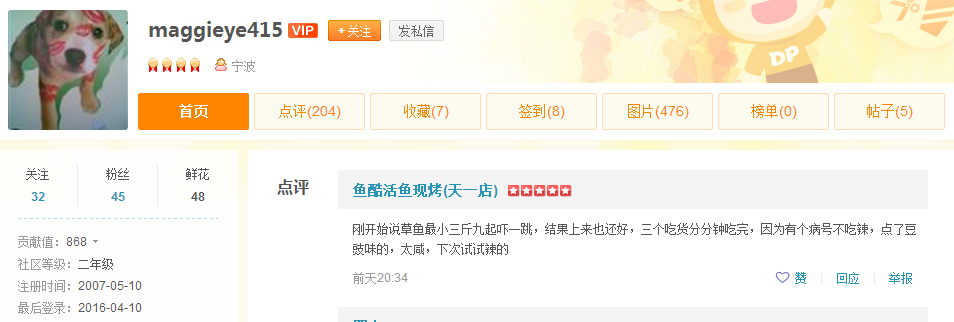 maggieye415 VIP +关注 发私信
宁波
DP
首页 点评(204) 收藏(7) 签到(8) 图片(476) 榜单(0) 帖子(5)
关注 粉丝 鲜花
32 45 48
贡献值：868
社区等级：二年级
注册时间：2007-05-10
最后登录：2016-04-10
点评
鱼酷活鱼现烤(天一店)
刚开始说草鱼最小三斤九起吓一跳，结果上来也还好，三个吃货分分钟吃完，因为有个病号不吃辣，点了豆
豉味的，太咸，下次试试辣的
前天20:34 赞 回应 举报